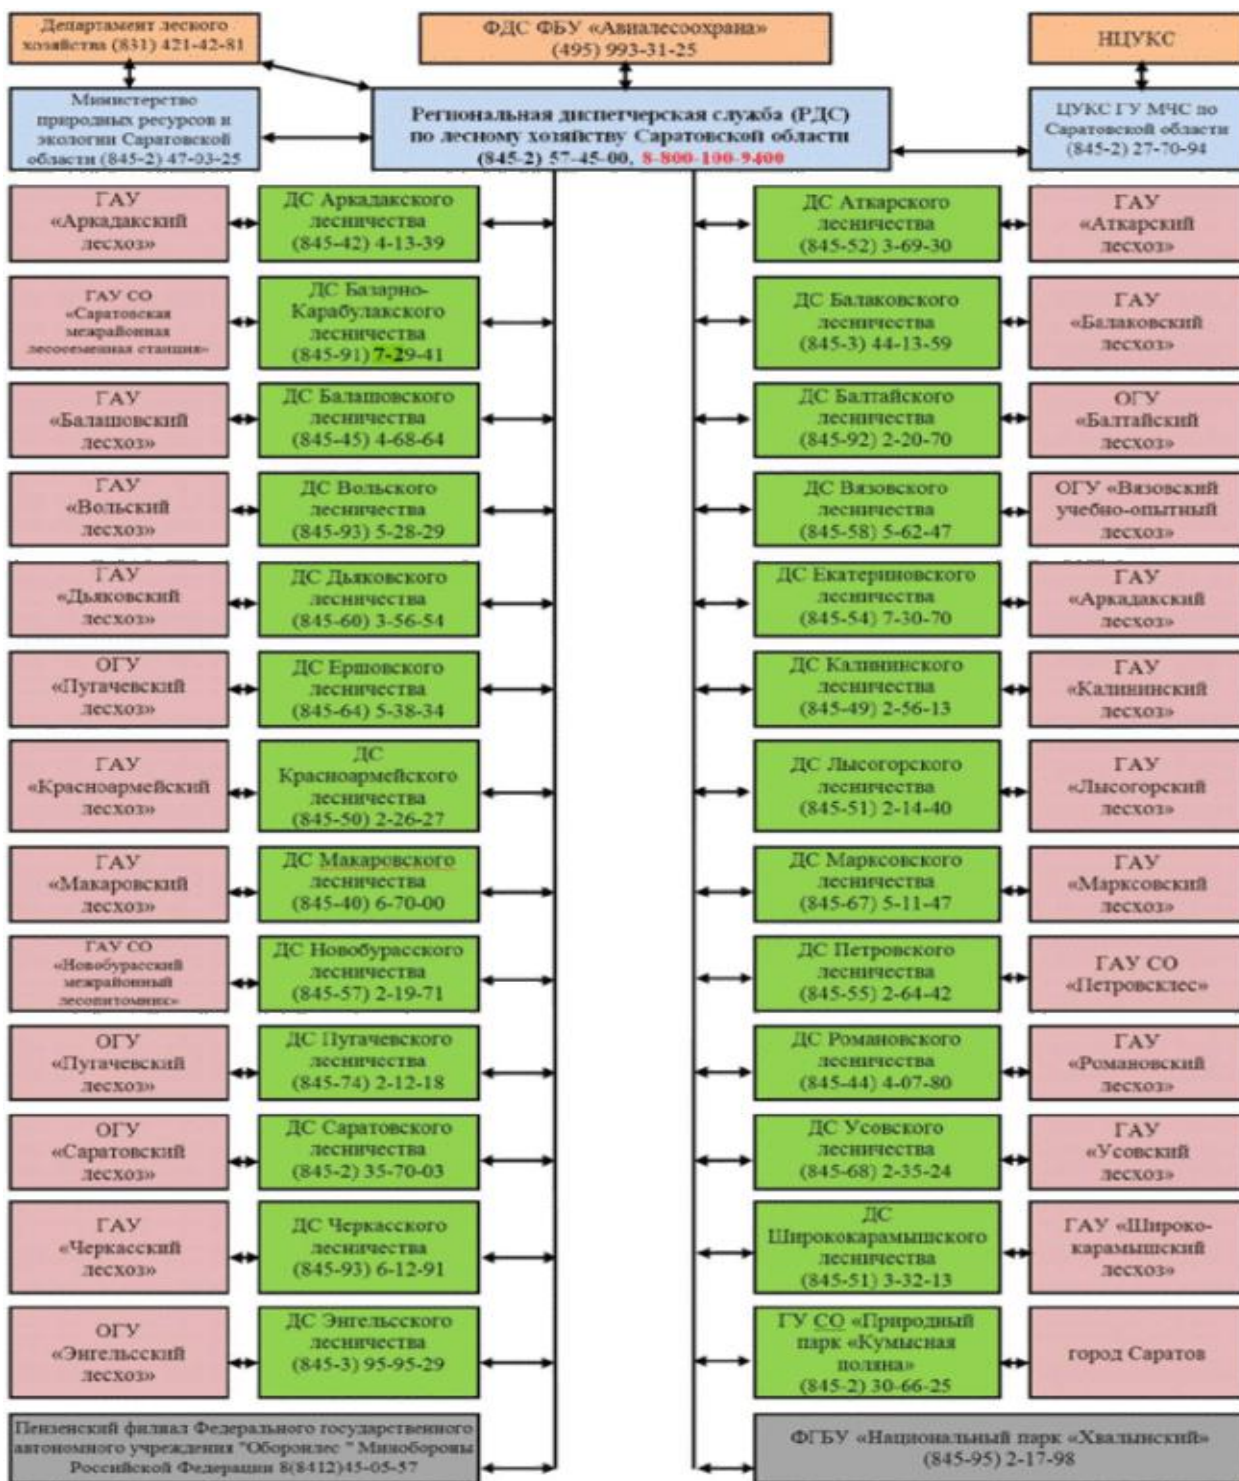 Департамент леского
хозяйства (831) 421-42-81
ФДС ФБУ «Авиалесоохрана»
(495) 993-31-25
НЦУКС
Министерство
природных ресурсов и
экологии Саратовской
области (845-2) 47-03-25
Региональная диспетчерская служба (РДС)
по лесному хозяйству Саратовской области
(845-2) 57-45-00, 8-800-100-9400
ЦУКС ГУ МЧС по
Саратовской области
(845-2) 27-70-94
ГАУ
«Аркадакский
лесхоз»
ДС Аркадакского
лесничества
(845-42) 4-13-39
ДС Аткарского
лесничества
(845-52) 3-69-30
ГАУ
«Аткарский
лесхоз»
ГАУ СО
«Саратовская
межрайонная
лесосеменная станция»
ДС Базарно-
Карабулакского
лесничества
(845-91) 7-29-41
ДС Балаковского
лесничества
(845-3) 44-13-59
ГАУ
«Балаковский
лесхоз»
ГАУ
«Балашовский
лесхоз»
ДС Балашовского
лесничества
(845-45) 4-68-64
ДС Балтайского
лесничества
(845-92) 2-20-70
ОГУ
«Балтайский
лесхоз»
ГАУ
«Вольский
лесхоз»
ДС Вольского
лесничества
(845-93) 5-28-29
ДС Вязовского
лесничества
(845-58) 5-62-47
ОГУ «Вязовский
учебно-опытный
лесхоз»
ГАУ
«Дьяковский
лесхоз»
ДС Дьяковского
лесничества
(845-60) 3-56-54
ДС Екатериновского
лесничества
(845-54) 7-30-70
ГАУ
«Аркадакский
лесхоз»
ОГУ
«Пугачевский
лесхоз»
ДС Ершовского
лесничества
(845-64) 5-38-34
ДС Калининского
лесничества
(845-49) 2-56-13
ГАУ
«Калининский
лесхоз»
ГАУ
«Красноармейский
лесхоз»
ДС
Красноармейского
лесничества
(845-50) 2-26-27
ДС Лысогорского
лесничества
(845-51) 2-14-40
ГАУ
«Лысогорский
лесхоз»
ГАУ
«Макаровский
лесхоз»
ДС Макаровского
лесничества
(845-40) 6-70-00
ДС Марксовского
лесничества
(845-67) 5-11-47
ГАУ
«Марксовский
лесхоз»
ГАУ СО
«Новобурасский
межрайонный
лесопитомник»
ДС Новобурасского
лесничества
(845-57) 2-19-71
ДС Петровского
лесничества
(845-55) 2-64-42
ГАУ СО
«Петровсклес»
ОГУ
«Пугачевский
лесхоз»
ДС Пугачевского
лесничества
(845-74) 2-12-18
ДС Романовского
лесничества
(845-44) 4-07-80
ГАУ
«Романовский
лесхоз»
ОГУ
«Саратовский
лесхоз»
ДС Саратовского
лесничества
(845-2) 35-70-03
ДС Усовского
лесничества
(845-68) 2-35-24
ГАУ
«Усовский
лесхоз»
ГАУ
«Черкасский
лесхоз»
ДС Черкасского
лесничества
(845-93) 6-12-91
ДС
Ширококарамышского
лесничества
(845-51) 3-32-13
ГАУ «Широко-
карамышский
лесхоз»
ОГУ
«Энгельсский
лесхоз»
ДС Энгельсского
лесничества
(845-3) 95-95-29
ГУ СО «Природный
парк «Кумысная
поляна»
(845-2) 30-66-25
город Саратов
Пензенский филиал Федерального государственного
автономного учреждения "Оборонлес " Минобороны
Российской Федерации 8(8412)45-05-57
ФГБУ «Национальный парк «Хвалынский»
(845-95) 2-17-98